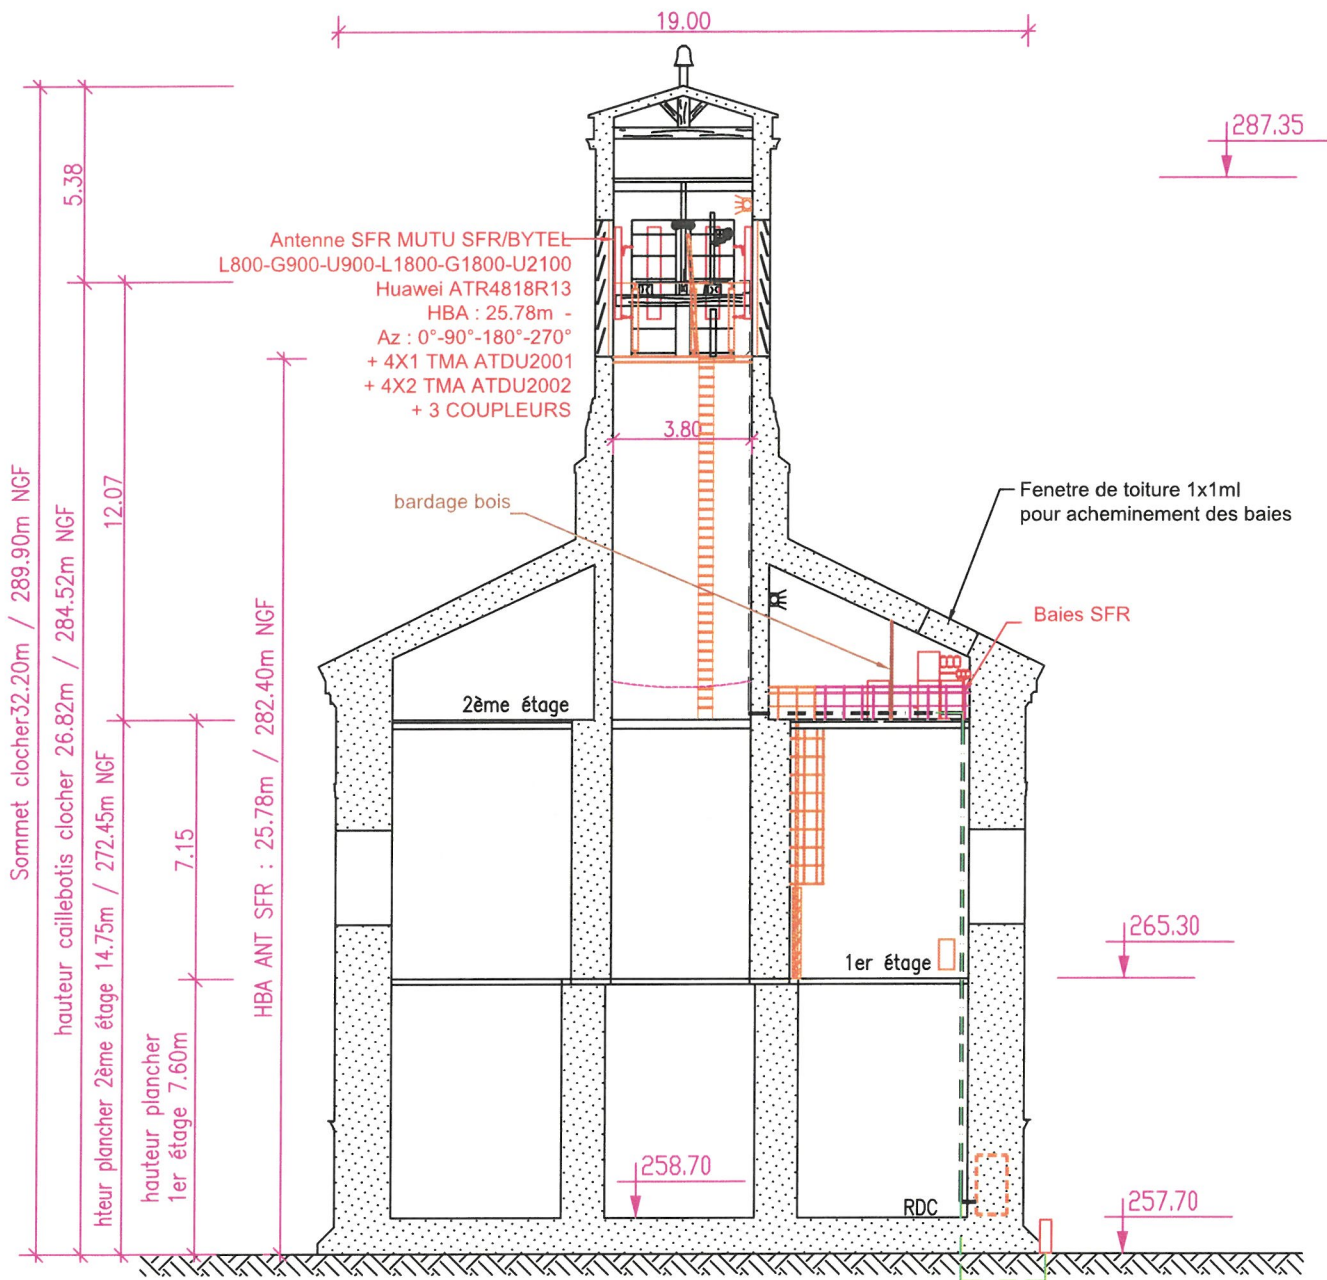 19.00
287.35
5.38
Antenne SFR MUTU SFR/BYTEL
L800-G900-U900-L1800-G1800-U2100
Huawei ATR4818R13
HBA : 25.78m -
Az : 0°-90°-180°-270°
+ 4X1 TMA ATDU2001
+ 4X2 TMA ATDU2002
+ 3 COUPLEURS
3.80
12.07
bardage bois
Fenetre de toiture 1x1ml
pour acheminement des baies
Baies SFR
2ème étage
Sommet clocher32.20m / 289.90m NGF
hauteur caillebotis clocher 26.82m / 284.52m NGF
hteur plancher 2ème étage 14.75m / 272.45m NGF
7.15
hauteur plancher
1er étage 7.60m
HBA ANT SFR : 25.78m / 282.40m NGF
265.30
1er étage
258.70
RDC
257.70